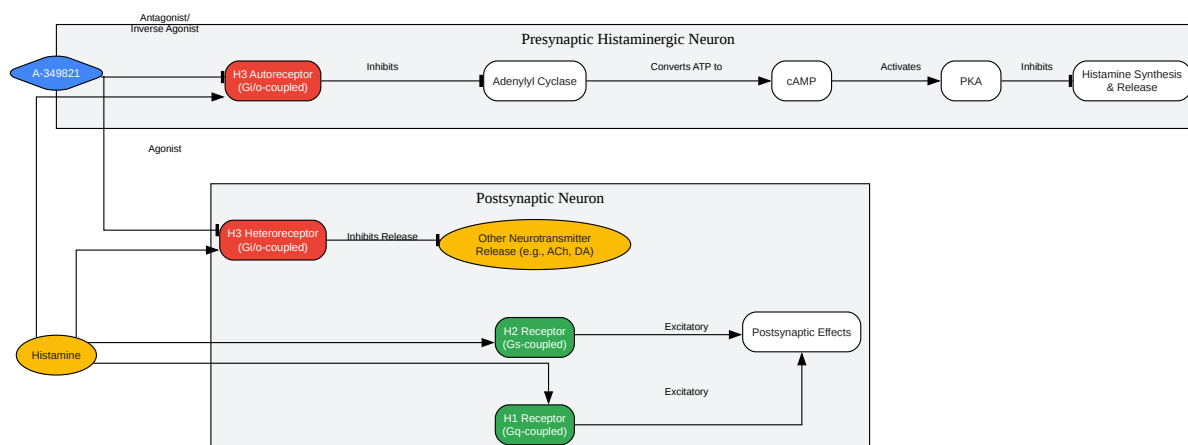 Antagonist/
Inverse Agonist
Presynaptic Histaminergic Neuron
A-349821
H3 Autoreceptor
(Gi/o-coupled)
Inhibits
Adenylyl Cyclase
Converts ATP to
cAMP
Activates
PKA
Inhibits
Histamine Synthesis
& Release
Agonist
Postsynaptic Neuron
H3 Heteroreceptor
(Gi/o-coupled)
Inhibits Release
Other Neurotransmitter
Release (e.g., ACh, DA)
Histamine
H2 Receptor
(Gs-coupled)
Excitatory
Postsynaptic Effects
Excitatory
H1 Receptor
(Gq-coupled)